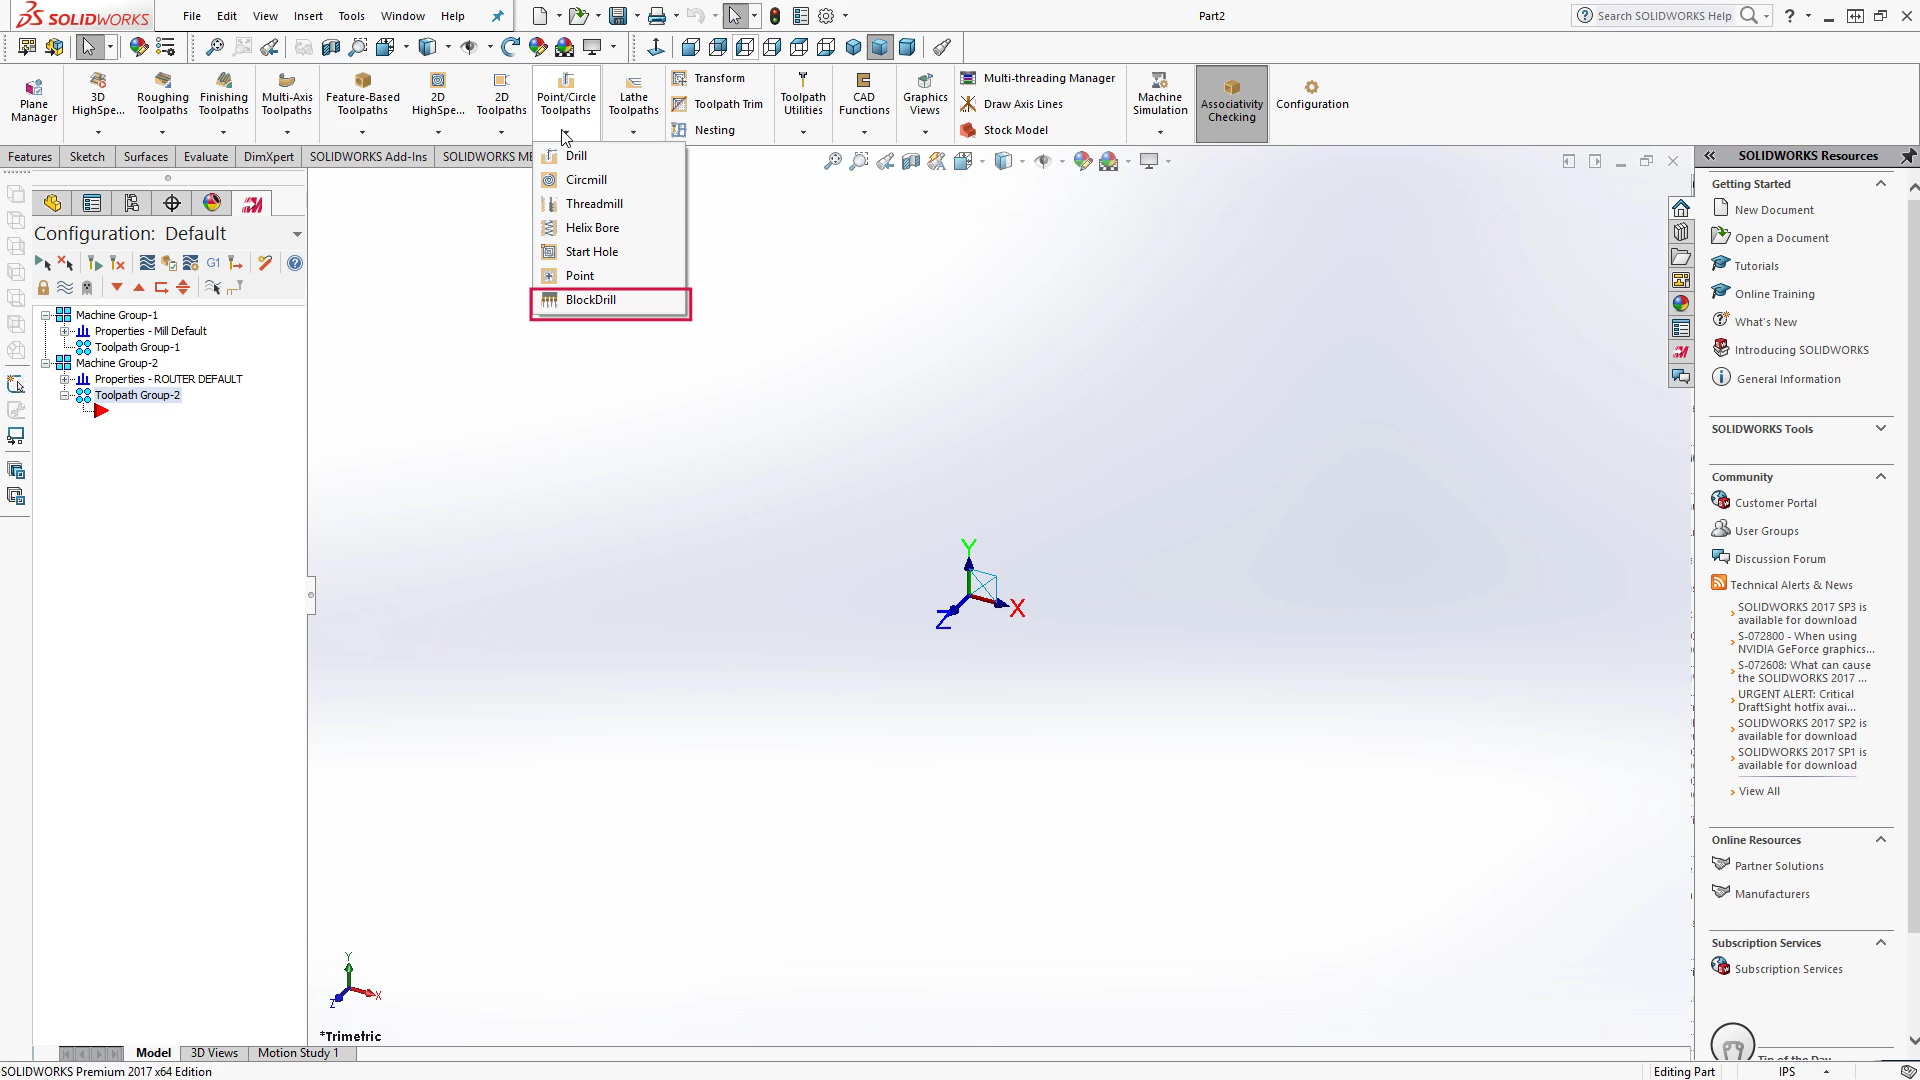 SOLIDWORKS
File Edit View Insert Tools Window Help
Part2
Search SOLIDWORKS Help
Plane Manager
3D HighSpe...
Roughing Toolpaths
Finishing Toolpaths
Multi-Axis Toolpaths
Feature-Based Toolpaths
2D HighSpe...
2D Toolpaths
Point/Circle Toolpaths
Lathe Toolpaths
Transform
Toolpath Trim
Nesting
Toolpath Utilities
CAD Functions
Graphics Views
Multi-threading Manager
Draw Axis Lines
Stock Model
Machine Simulation
Associativity Checking
Configuration
Features Sketch Surfaces Evaluate DimXpert SOLIDWORKS Add-Ins SOLIDWORKS ME
Drill
Circmill
Threadmill
Helix Bore
Start Hole
Point
BlockDrill
Configuration: Default
G1
Machine Group-1
Properties - Mill Default
Toolpath Group-1
Machine Group-2
Properties - ROUTER DEFAULT
Toolpath Group-2
Y
X
Z
Y
X
Z
*Trimetric
SOLIDWORKS Resources
Getting Started
New Document
Open a Document
Tutorials
Online Training
What's New
Introducing SOLIDWORKS
General Information
SOLIDWORKS Tools
Community
Customer Portal
User Groups
Discussion Forum
Technical Alerts & News
SOLIDWORKS 2017 SP3 is
available for download
S-072800 - When using
NVIDIA GeForce graphics...
S-072608: What can cause
the SOLIDWORKS 2017 ...
URGENT ALERT: Critical
DraftSight hotfix avai...
SOLIDWORKS 2017 SP2 is
available for download
SOLIDWORKS 2017 SP1 is
available for download
View All
Online Resources
Partner Solutions
Manufacturers
Subscription Services
Subscription Services
Tip of the Day
Model 3D Views Motion Study 1
SOLIDWORKS Premium 2017 x64 Edition
Editing Part IPS